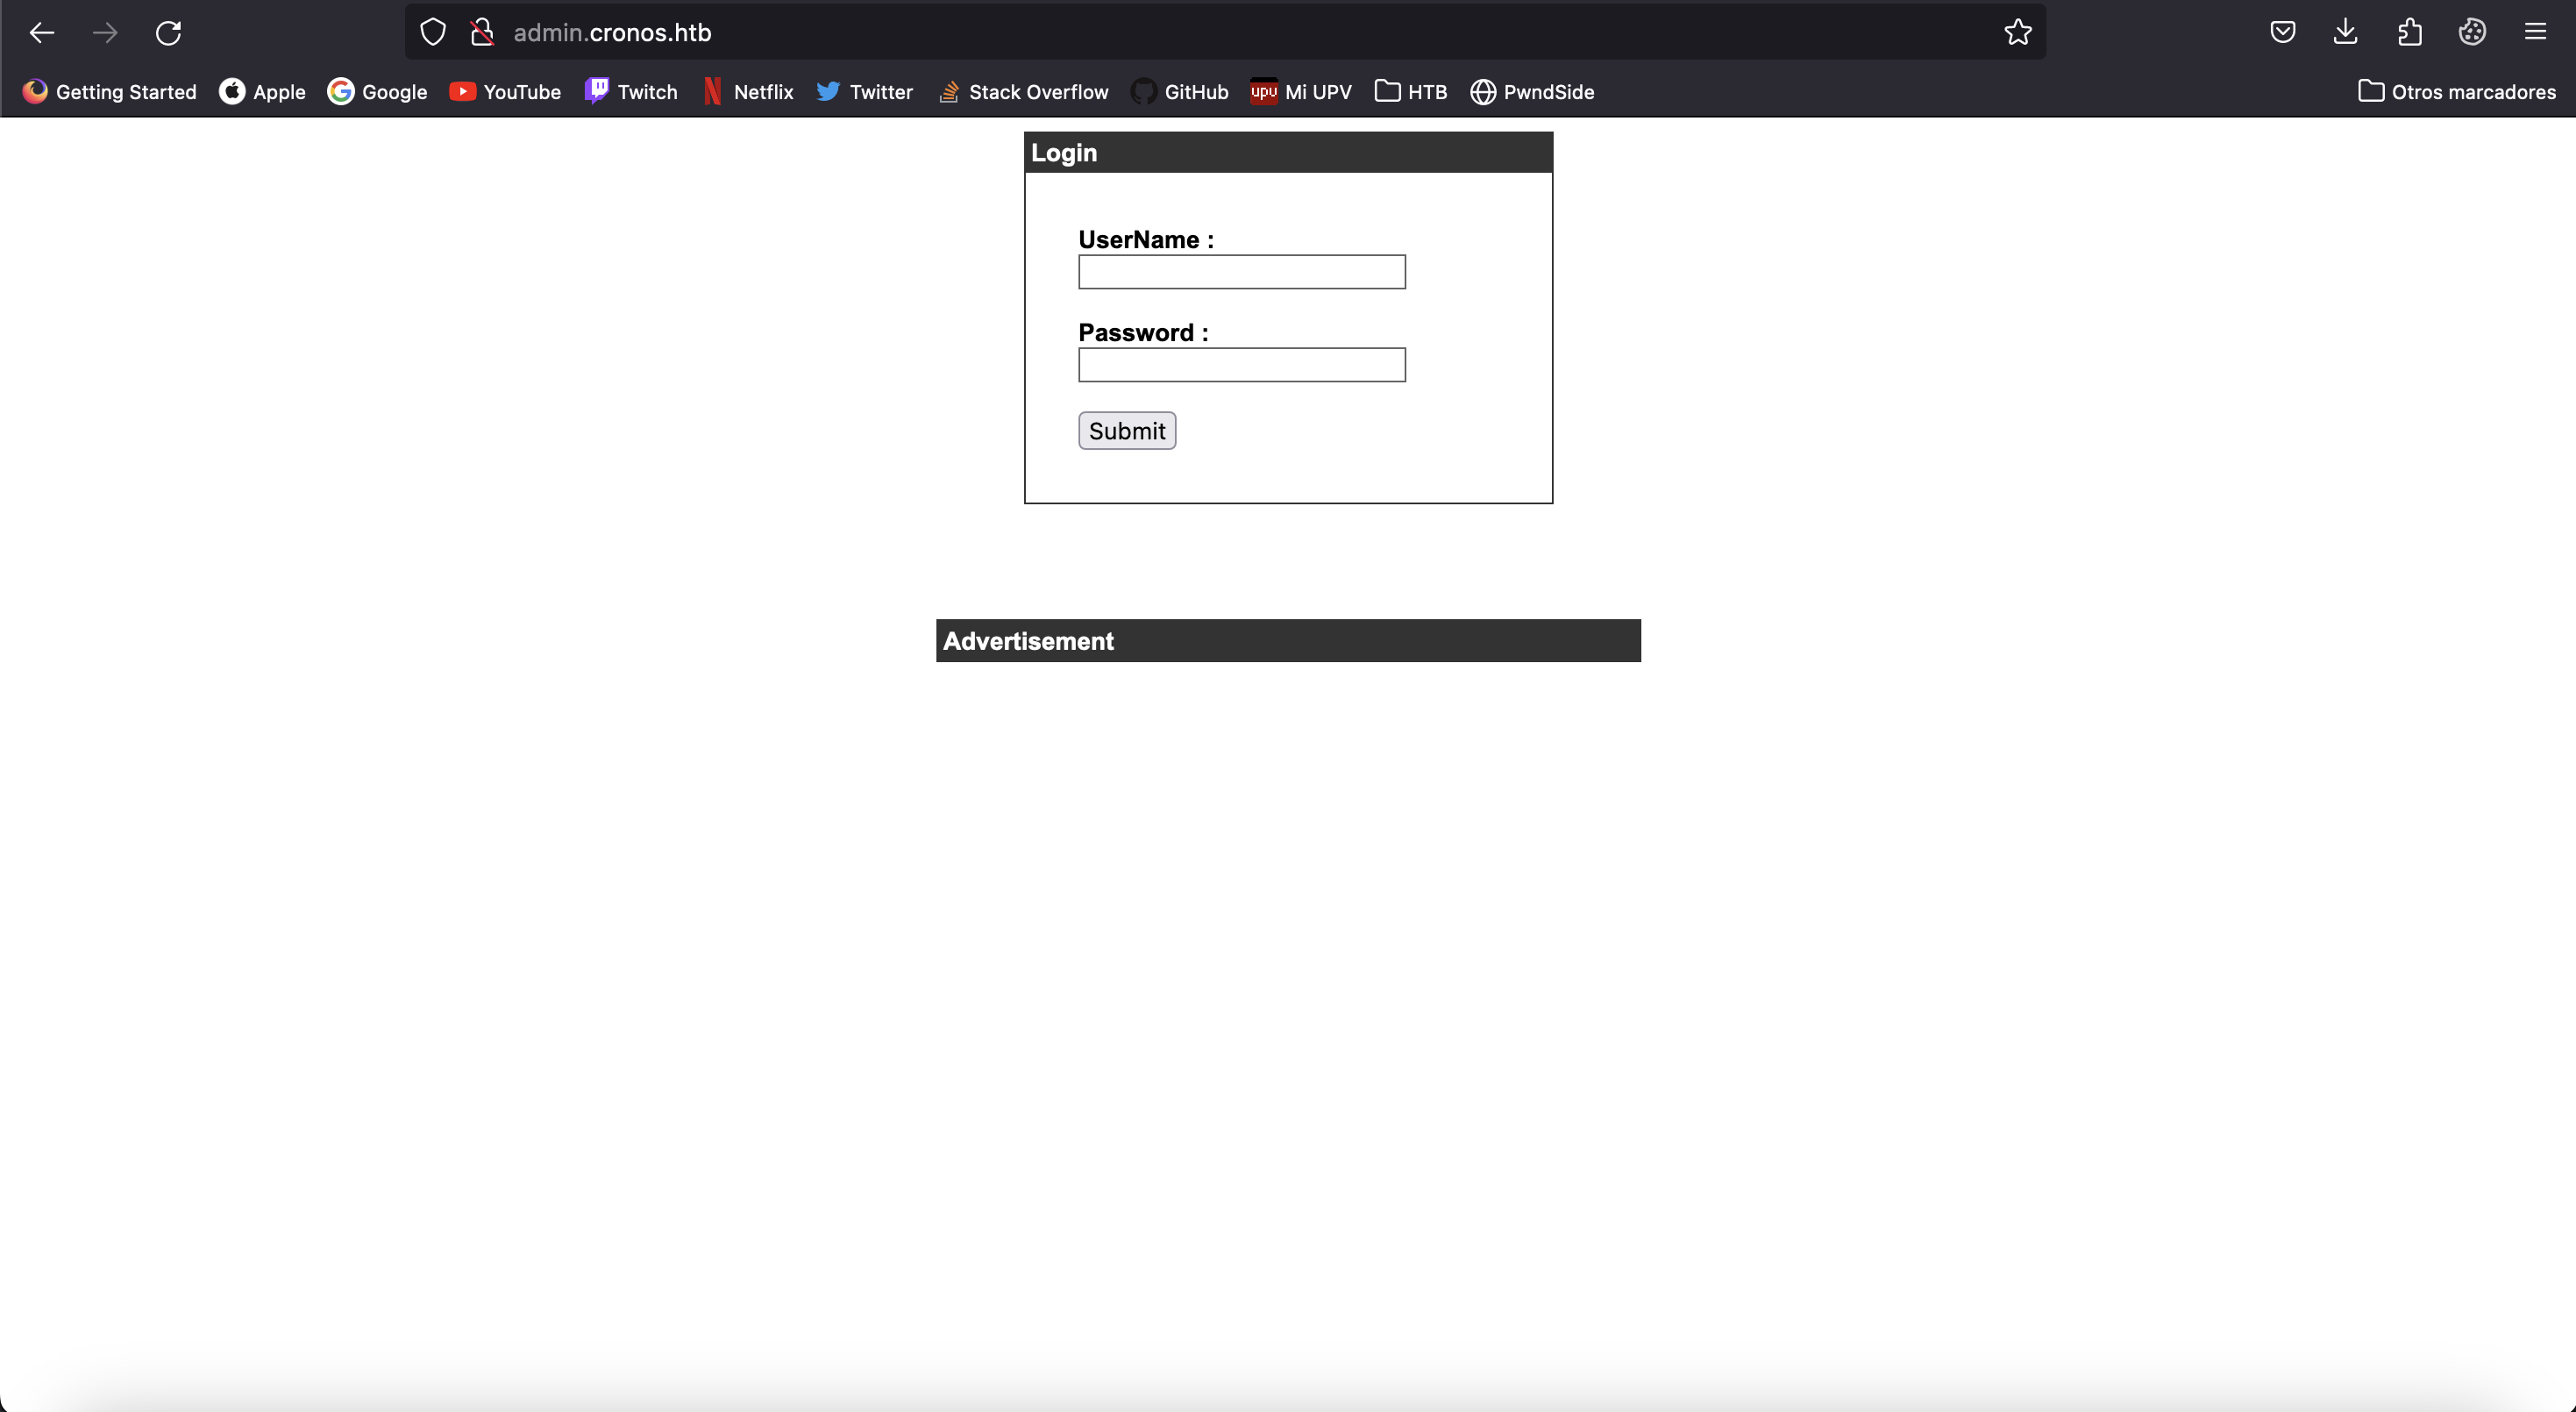 admin.cronos.htb
Getting Started Apple Google YouTube Twitch Netflix Twitter Stack Overflow GitHub upv Mi UPV HTB PwndSide Otros marcadores
Login
UserName :
Password :
Submit
Advertisement